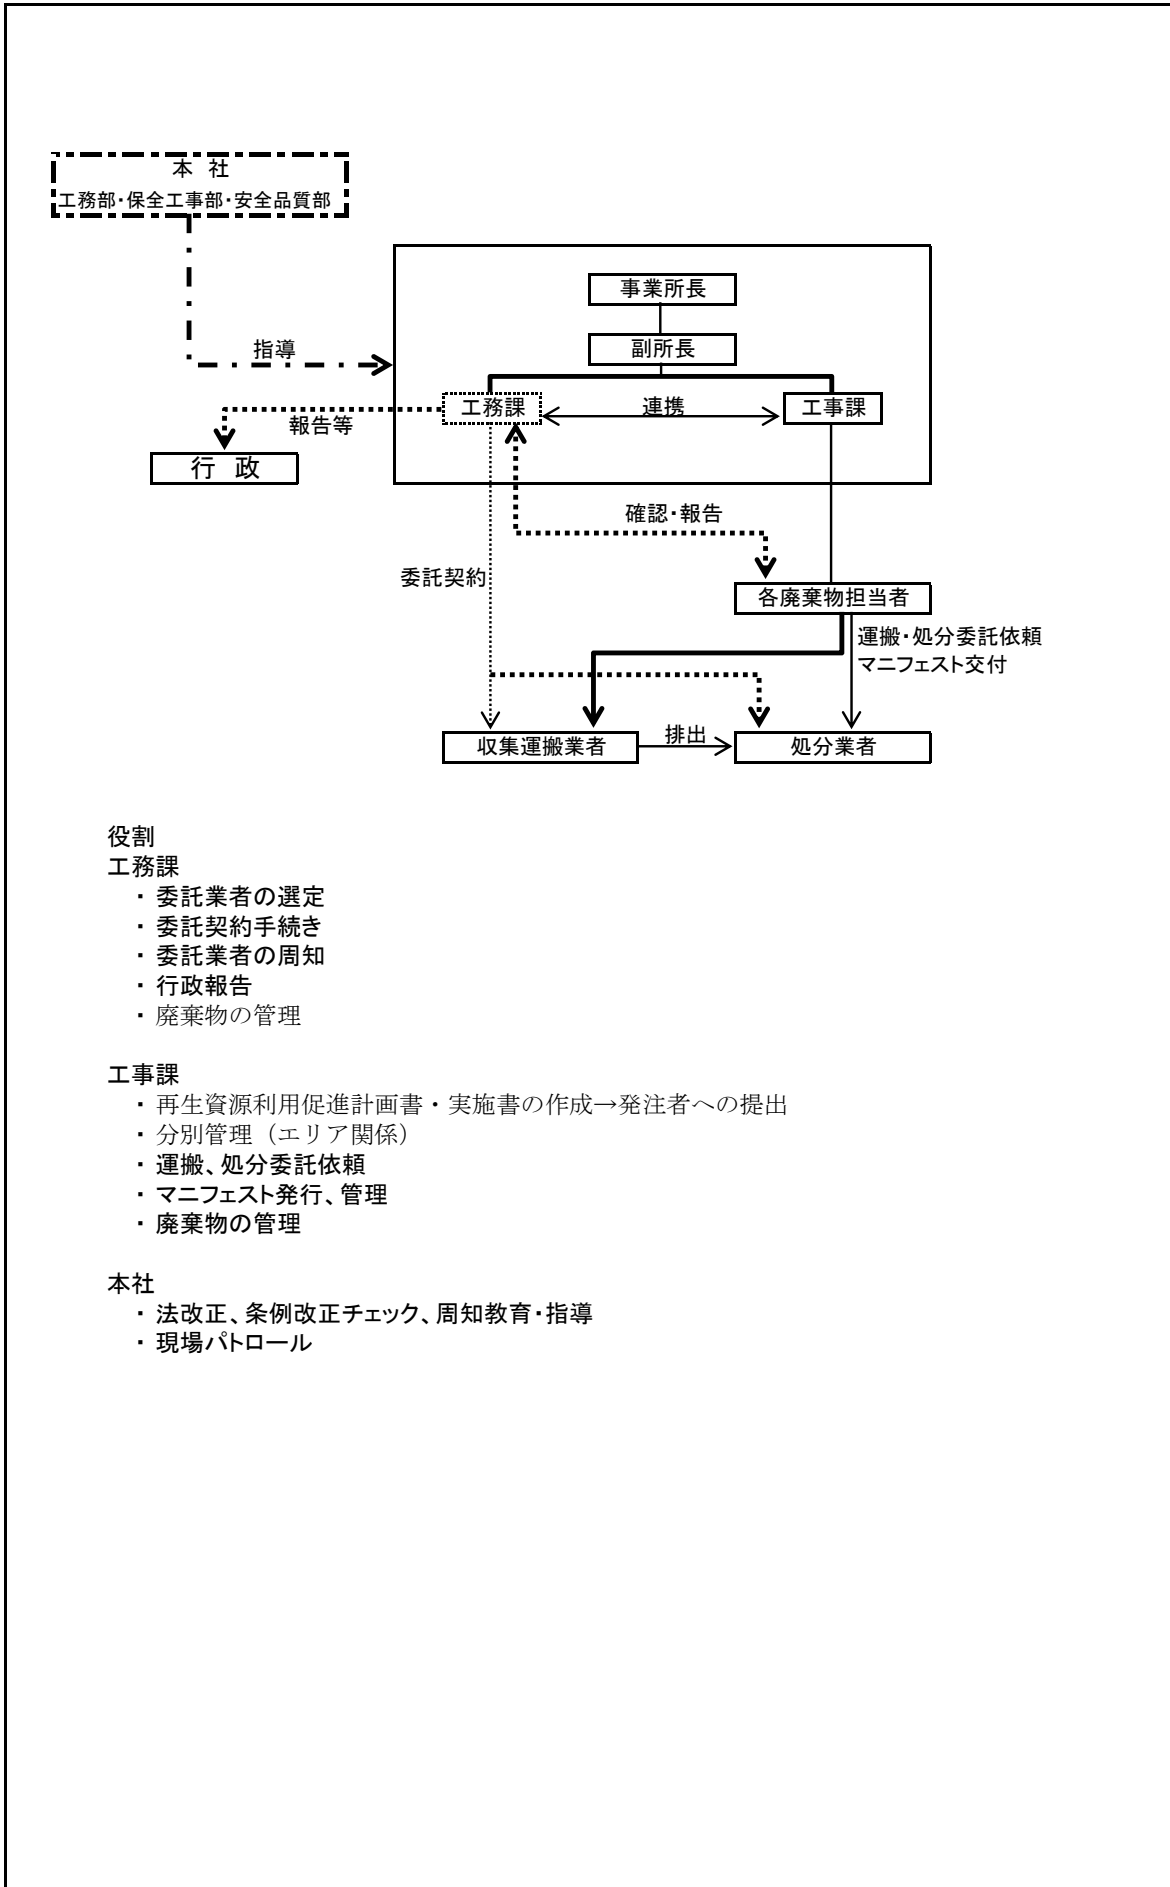 本 社
工務部・保全工事部・安全品質部
事業所長
副所長
指導
工務課
連携
工事課
報告等
行 政
確認・報告
委託契約
各廃棄物担当者
運搬・処分委託依頼
マニフェスト交付
収集運搬業者
排出
処分業者
役割
工務課
・ 委託業者の選定
・ 委託契約手続き
・ 委託業者の周知
・ 行政報告
・ 廃棄物の管理
工事課
・ 再生資源利用促進計画書・実施書の作成→発注者への提出
・ 分別管理（エリア関係）
・ 運搬、処分委託依頼
・ マニフェスト発行、管理
・ 廃棄物の管理
本社
・ 法改正、条例改正チェック、周知教育・指導
・ 現場パトロール